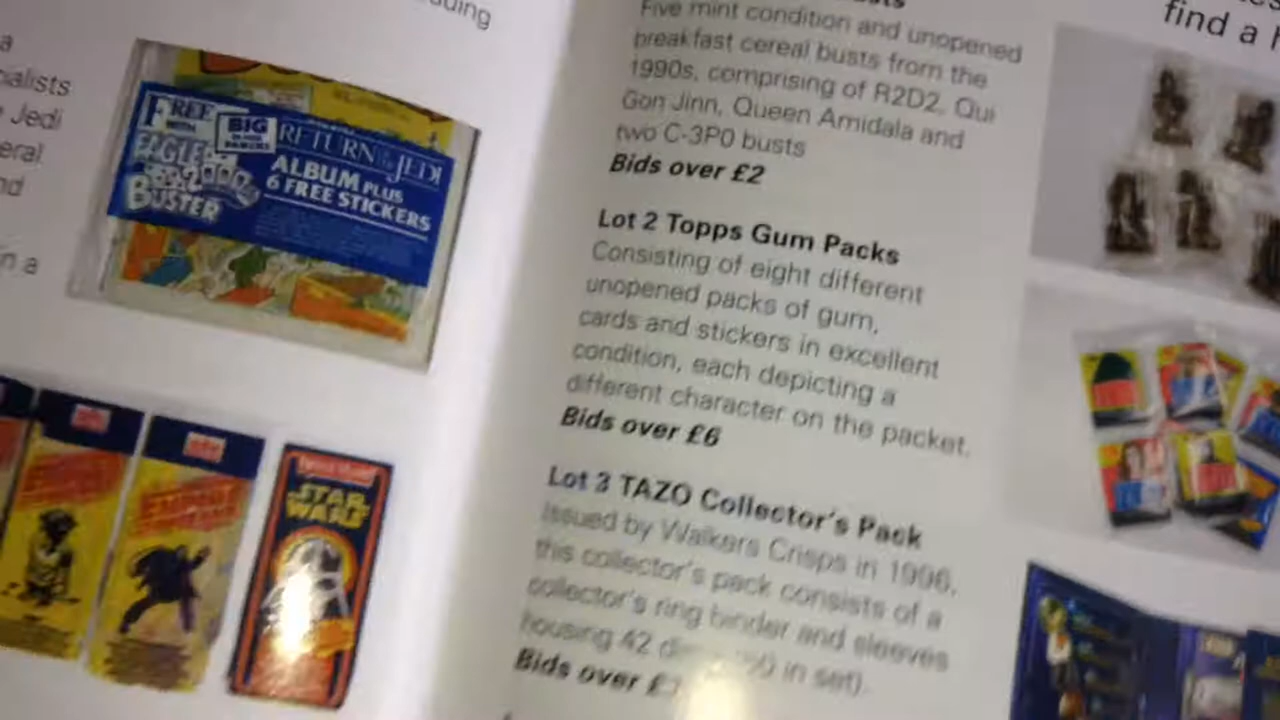 a
ialists
Jedi
eral
nd
n a
FREE
WITH
BIG
RETURN OF THE JEDI
ALBUM PLUS
6 FREE STICKERS
EAGLE
BUSTER
STAR
WARS
find a
Five mint condition and unopened
breakfast cereal busts from the
1990s, comprising of R2D2, Qui
Gon Jinn, Queen Amidala and
two C-3P0 busts
Bids over £2
Lot 2 Topps Gum Packs
Consisting of eight different
unopened packs of gum,
cards and stickers in excellent
condition, each depicting a
different character on the packet.
Bids over £6
Lot 3 TAZO Collector's Pack
Issued by Walkers Crisps in 1996,
this collector's pack consists of a
collector's ring binder and sleeves
housing 42 in set).
Bids over